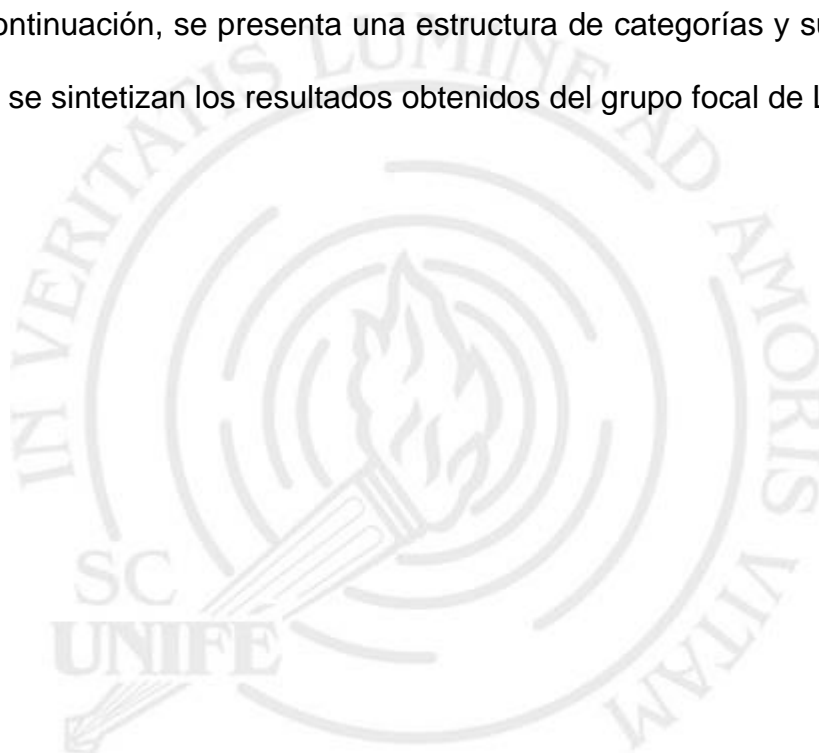 ontinuación, se presenta una estructura de categorías y su
se sintetizan los resultados obtenidos del grupo focal de L
IN VERITATIS LUMINE AD AMORIS VITAM
SC
UNIFE